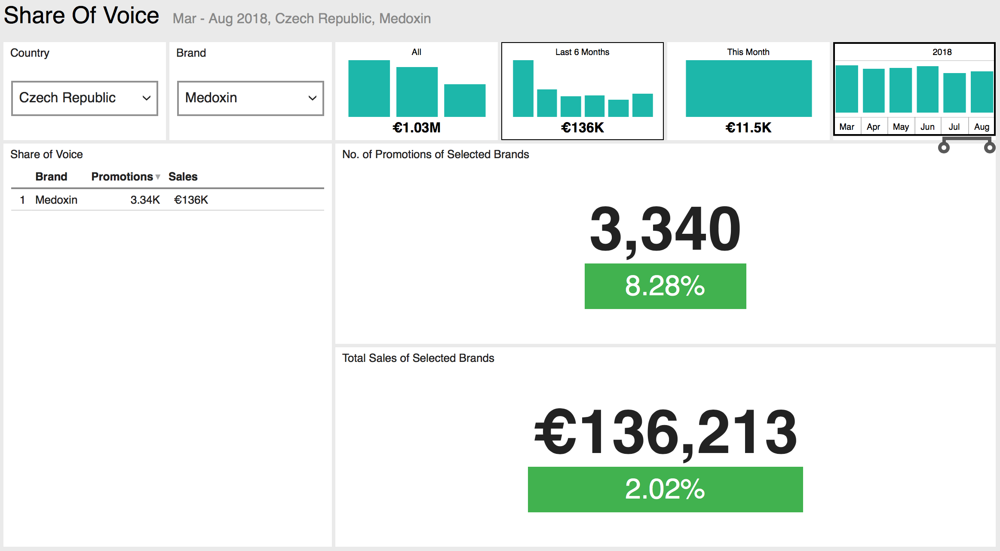 Share Of Voice Mar - Aug 2018, Czech Republic, Medoxin
Country
Czech Republic
Brand
Medoxin
All
€1.03M
Last 6 Months
€136K
This Month
€11.5K
2018
Mar Apr May Jun Jul Aug
Share of Voice
Brand Promotions Sales
1 Medoxin 3.34K €136K
No. of Promotions of Selected Brands
3,340
8.28%
Total Sales of Selected Brands
€136,213
2.02%